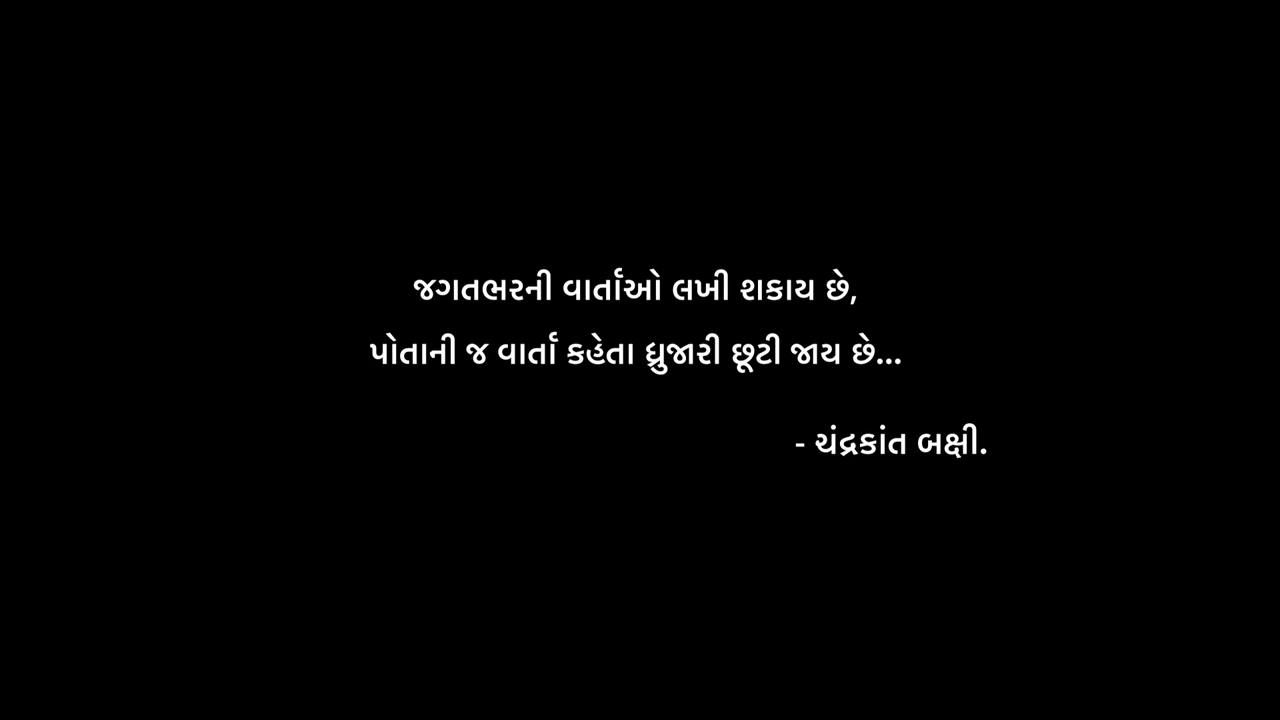 જગતભરની વાર્તાઓ લખી શકાય છે,
પોતાની જ વાર્તા કહેતા ધ્રુજારી છૂટી જાય છે...
- ચંદ્રકાંત બક્ષી.